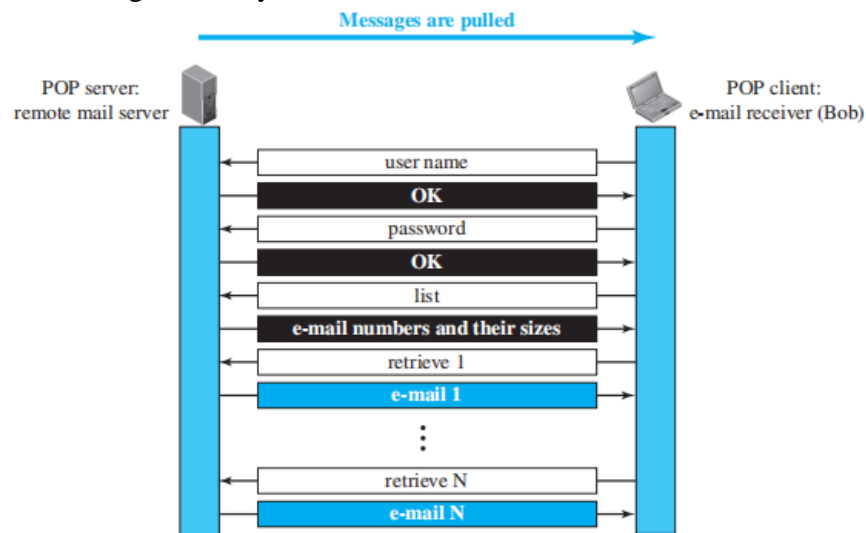 Messages are pulled
POP server:
remote mail server
POP client:
e-mail receiver (Bob)
user name
OK
password
OK
list
e-mail numbers and their sizes
retrieve 1
e-mail 1
⋮
retrieve N
e-mail N